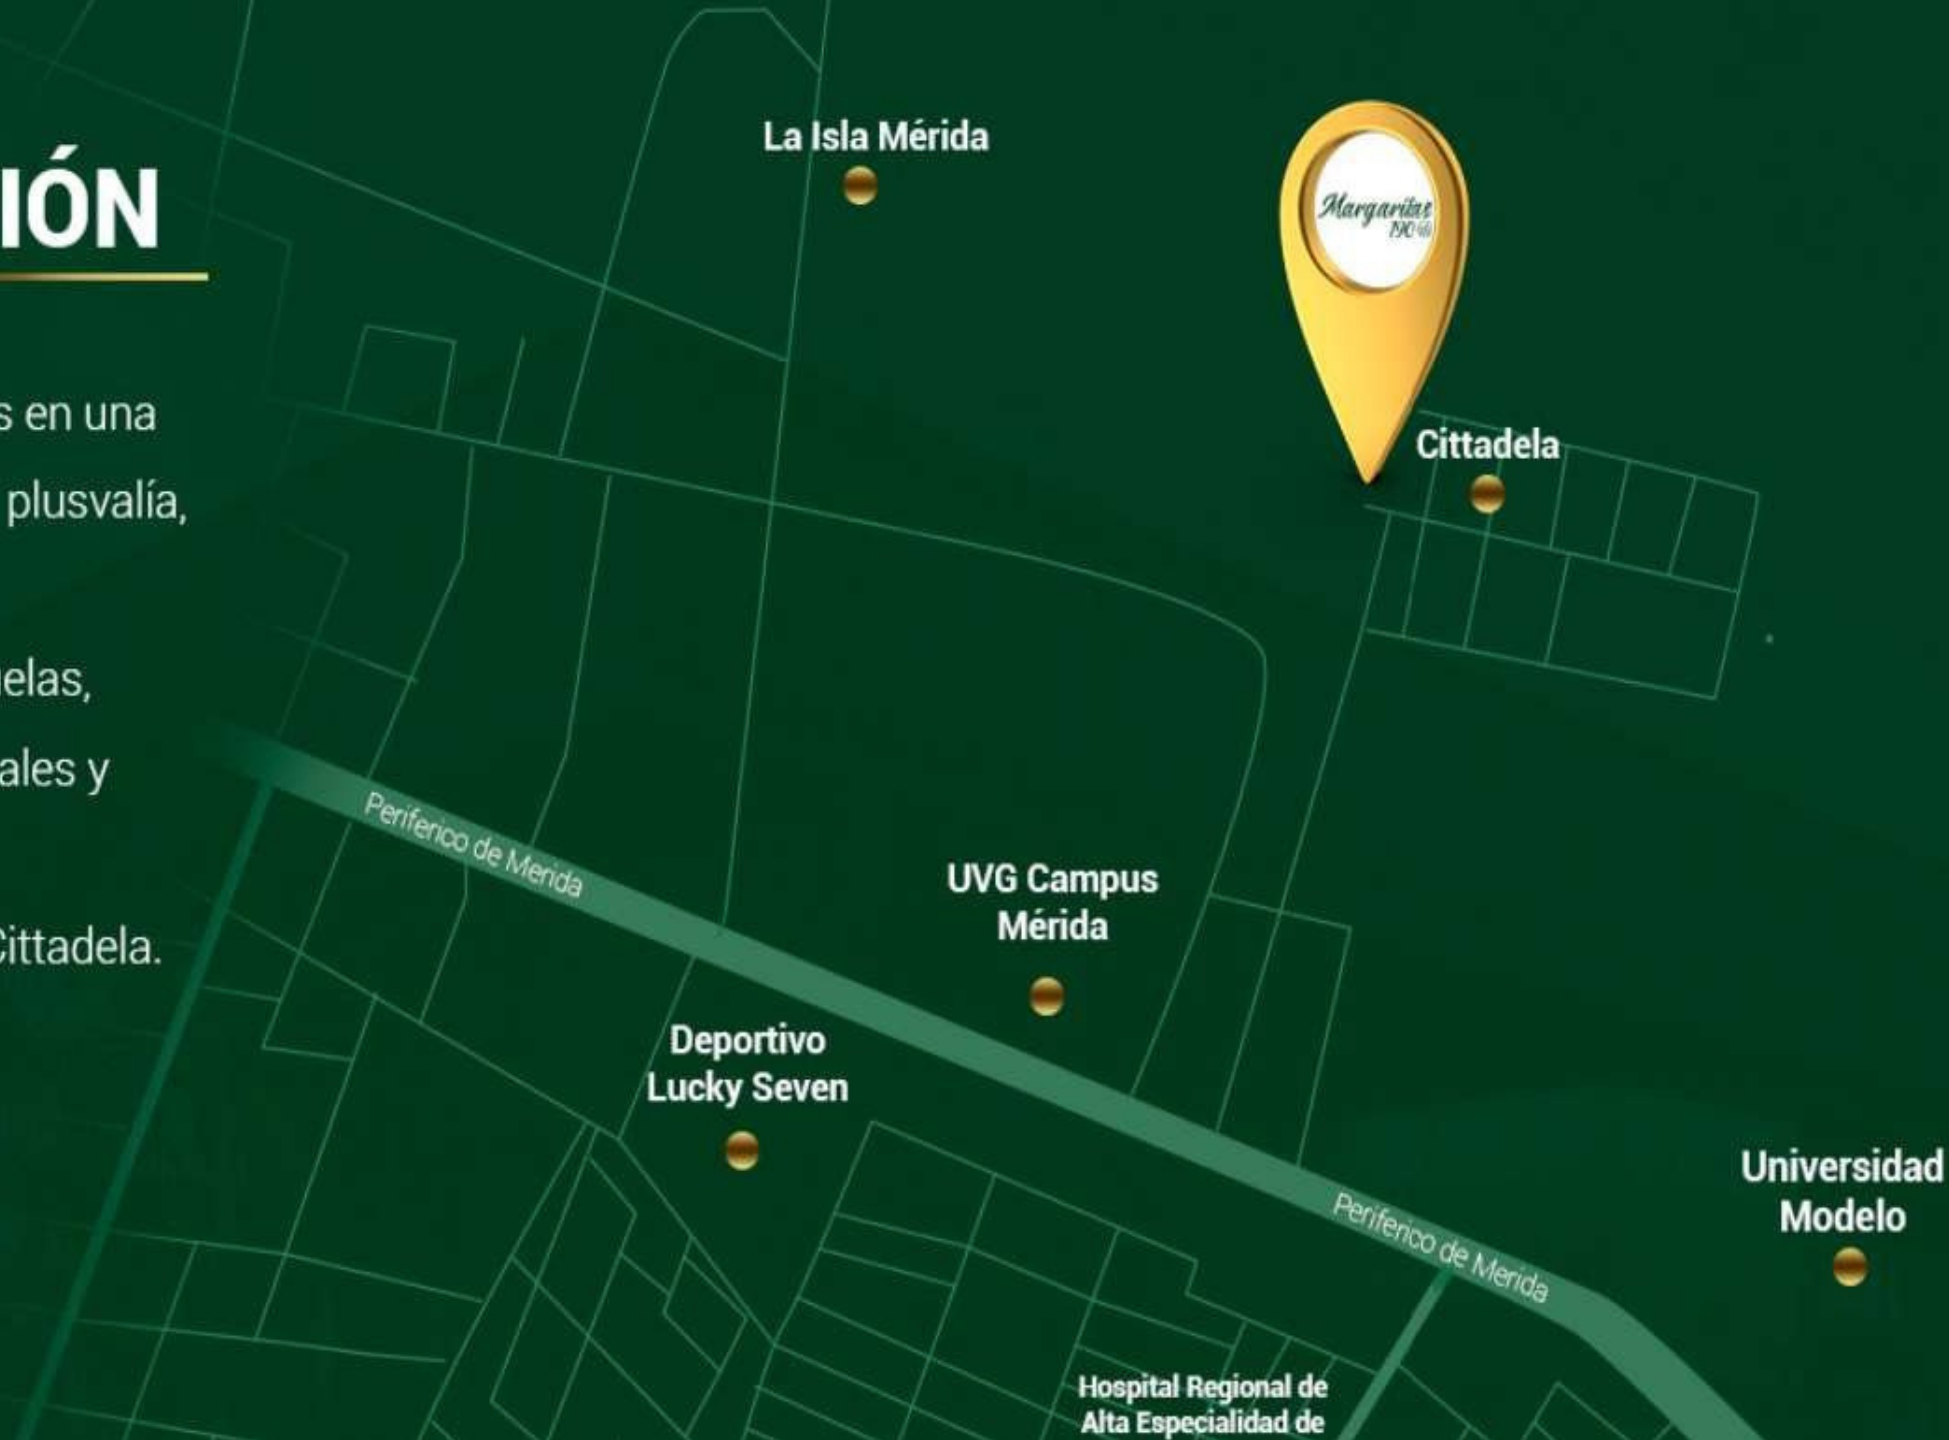 IÓN
s en una
plusvalía,
elas,
ales y
Cittadela.
La Isla Mérida
Margaritas
Cittadela
Periferico de Merida
UVG Campus
Mérida
Deportivo
Lucky Seven
Periferico de Merida
Universidad
Modelo
Hospital Regional de
Alta Especialidad de